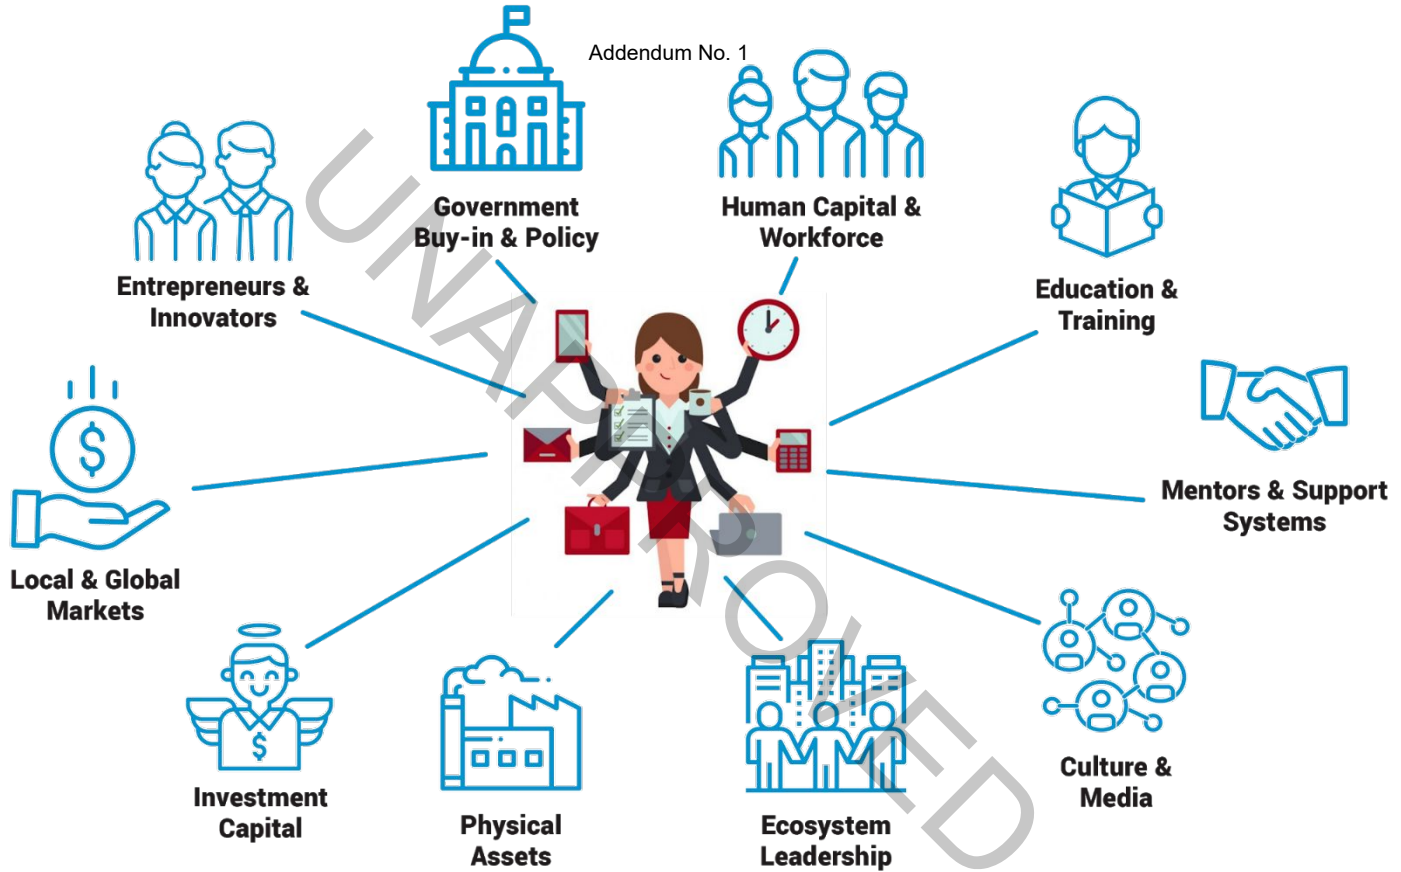 Addendum No. 1
Government
Buy-in & Policy
Human Capital &
Workforce
Entrepreneurs &
Innovators
Education &
Training
Mentors & Support
Systems
Local & Global
Markets
Culture &
Media
Investment
Capital
Physical
Assets
Ecosystem
Leadership
$
$
UNAPPROVED